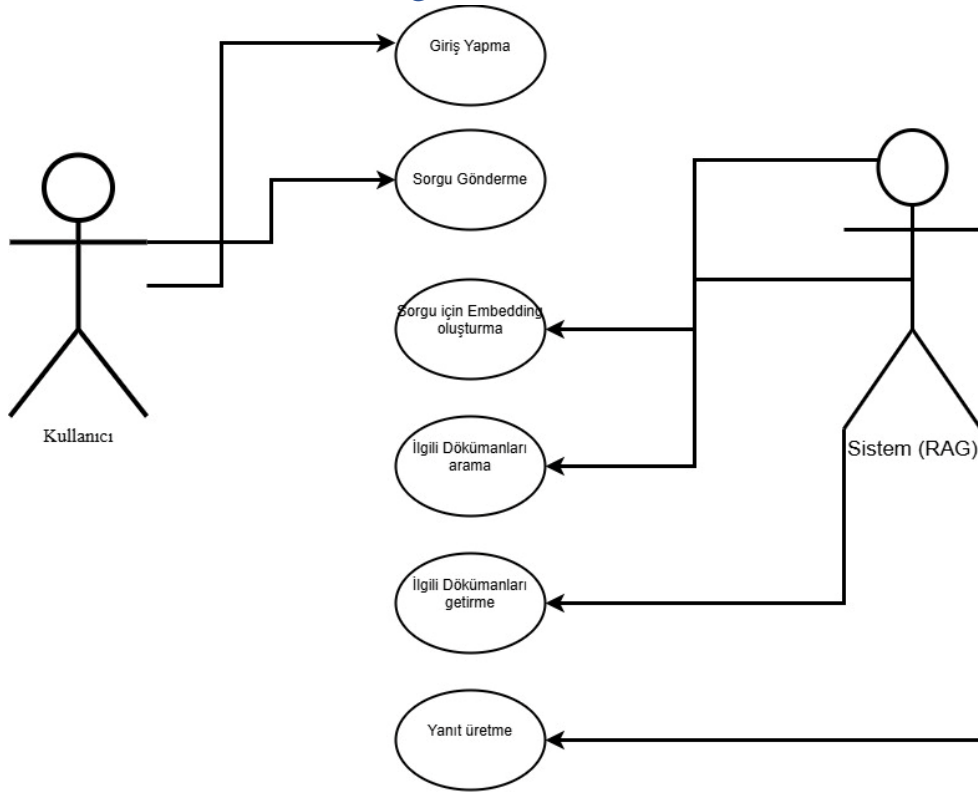 Giriş Yapma
Sorgu Gönderme
Sorgu için Embedding
oluşturma
Kullanıcı
İlgili Dökümanları
arama
Sistem (RAG)
İlgili Dökümanları
getirme
Yanıt üretme